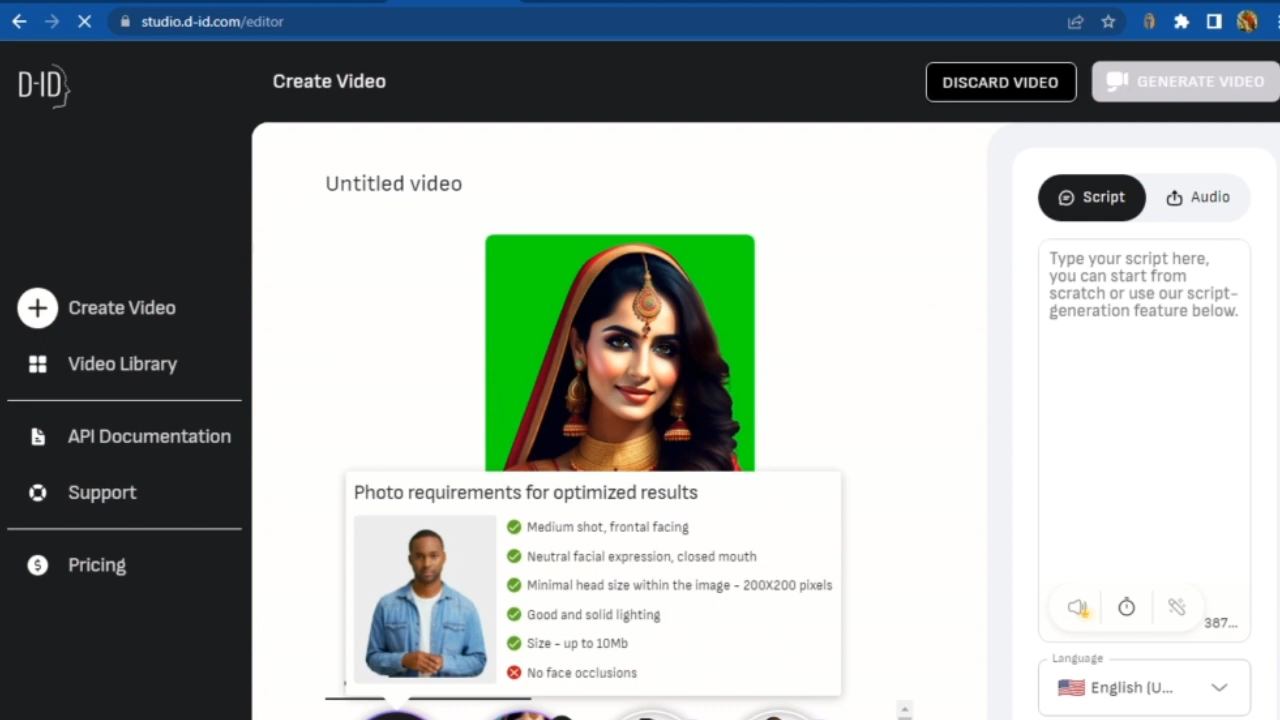 studio.d-id.com/editor
D-ID
Create Video
DISCARD VIDEO
GENERATE VIDEO
Untitled video
Script
Audio
Type your script here,
you can start from
scratch or use our script-
generation feature below.
Create Video
Video Library
API Documentation
Support
Pricing
Photo requirements for optimized results
Medium shot, frontal facing
Neutral facial expression, closed mouth
Minimal head size within the image - 200X200 pixels
Good and solid lighting
Size - up to 10Mb
No face occlusions
387...
Language
English (U...